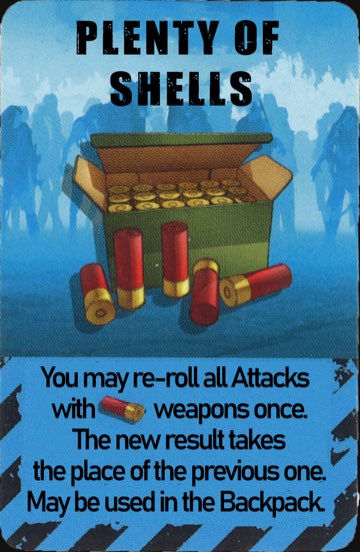 PLENTY OF
SHELLS
You may re-roll all Attacks
with weapons once.
The new result takes
the place of the previous one.
May be used in the Backpack.